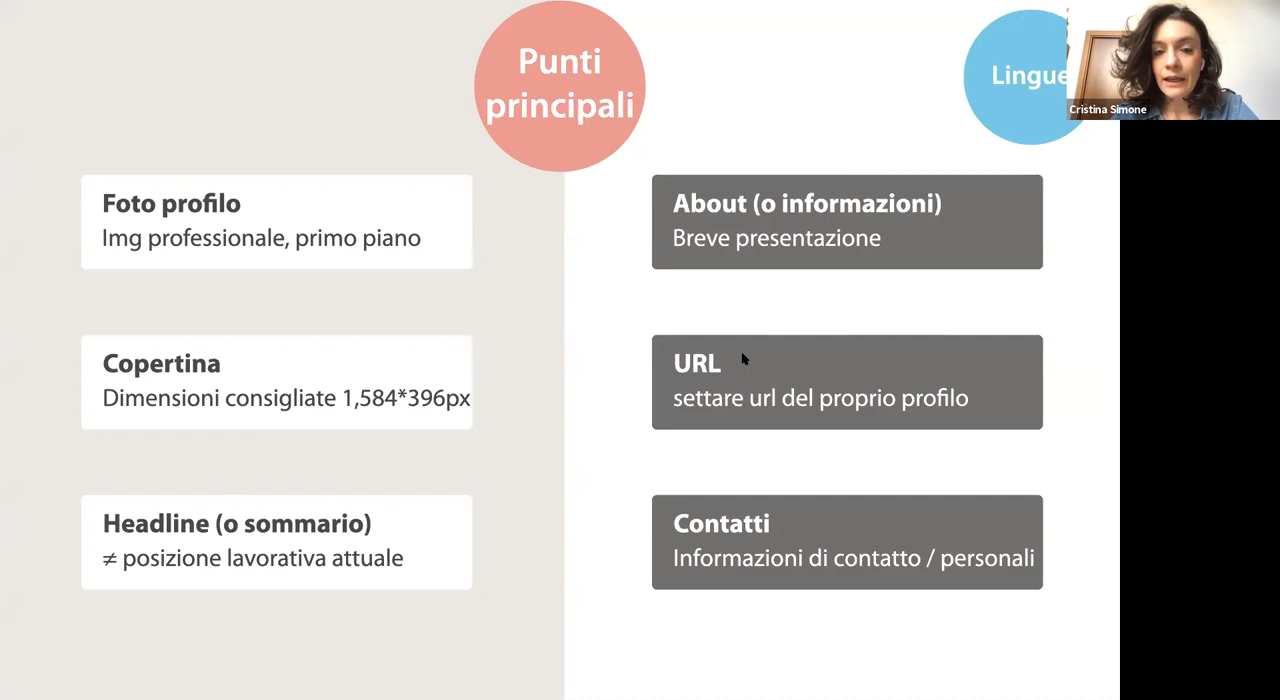 Punti
principali
Lingue
Cristina Simone
Foto profilo
Img professionale, primo piano
About (o informazioni)
Breve presentazione
Copertina
Dimensioni consigliate 1,584*396px
URL
settare url del proprio profilo
Headline (o sommario)
≠ posizione lavorativa attuale
Contatti
Informazioni di contatto / personali